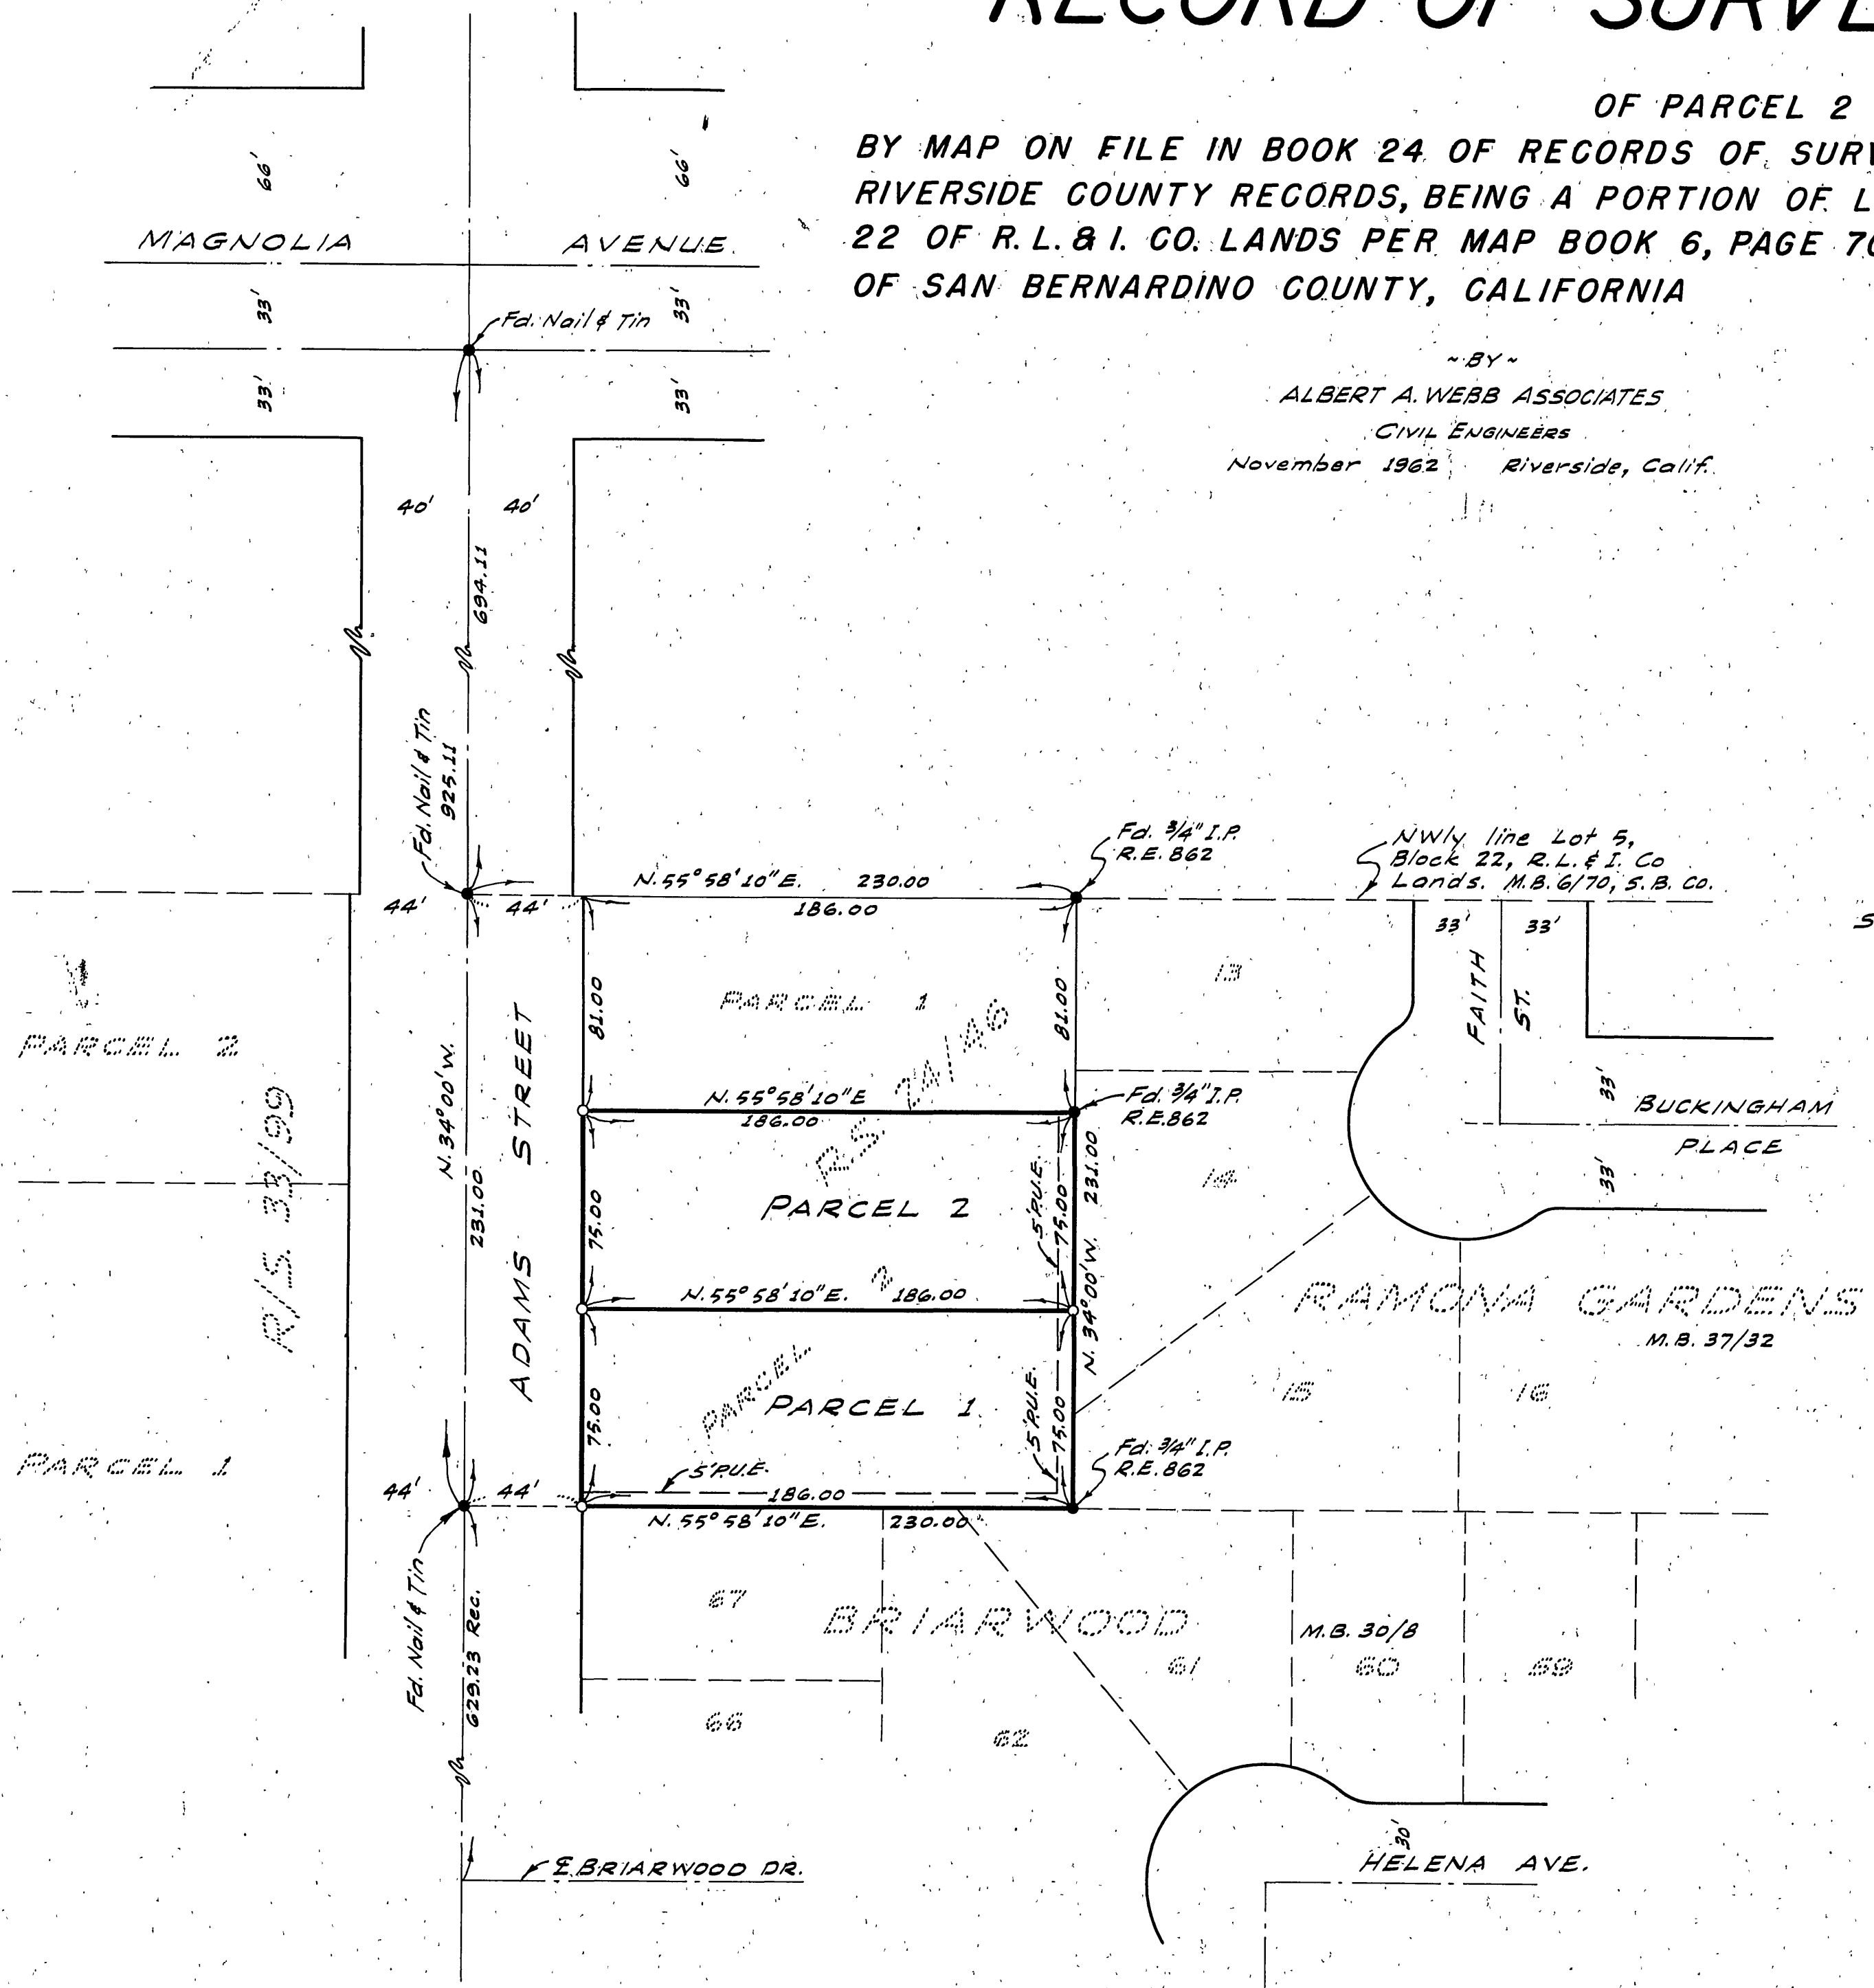 RECORD OF SURVE
OF PARCEL 2
BY MAP ON FILE IN BOOK 24 OF RECORDS OF SURV
RIVERSIDE COUNTY RECORDS, BEING A PORTION OF L
22 OF R.L. & I. CO. LANDS PER MAP BOOK 6, PAGE 70
OF SAN BERNARDINO COUNTY, CALIFORNIA
~BY~
ALBERT A. WEBB ASSOCIATES
CIVIL ENGINEERS
November 1962 Riverside, Calif.
66' 66'
MAGNOLIA AVENUE
33' 33'
Fd. Nail & Tin
33' 33'
40' 40'
694.11
Fd. Nail & Tin
925.11
Fd. 3/4" I.P.
R.E. 862
NWly line Lot 5,
Block 22, R.L. & I. Co
Lands. M.B. 6/70, S.B. Co.
N. 55° 58' 10" E. 230.00
44' 44'
186.00
33' 33'
S
FAITH
ST.
13
81.00 81.00
PARCEL 1
R.S. 24/46
PARCEL 2
R/S. 33/99
N. 34° 00' W.
231.00
ADAMS STREET
N. 55° 58' 10" E
186.00
Fd. 3/4" I.P.
R.E. 862
33'
BUCKINGHAM
PLACE
33'
14
75.00
PARCEL 2
5' P.U.E.
75.00
N. 34° 00' W. 231.00
N. 55° 58' 10" E. 186.00
RAMONA GARDENS
M.B. 37/32
PARCEL 2
75.00
PARCEL 1
5' P.U.E.
75.00
15 16
PARCEL 1
Fd. 3/4" I.P.
R.E. 862
5' P.U.E.
44' 44'
186.00
N. 55° 58' 10" E. 230.00
Fd. Nail & Tin
629.23 Rec.
67
BRIARWOOD
M.B. 30/8
61 60 59
66 62
℄ BRIARWOOD DR.
30'
HELENA AVE.